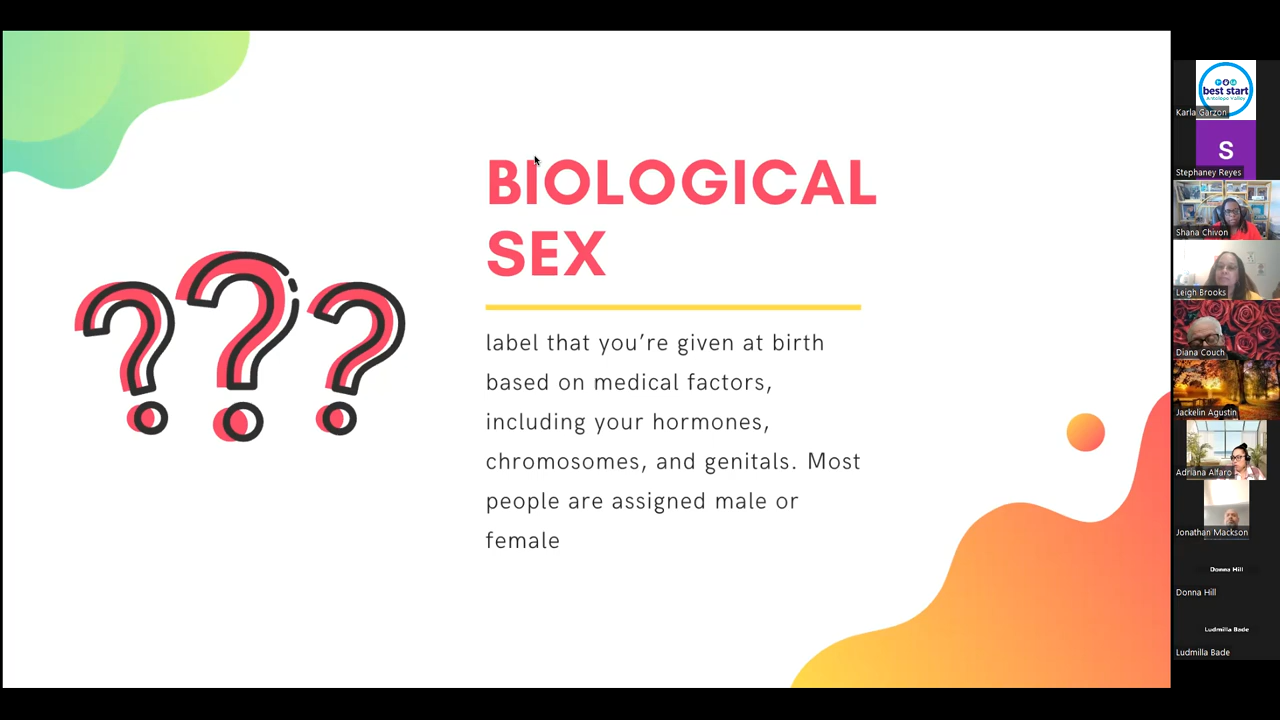 BIOLOGICAL
SEX
label that you're given at birth
based on medical factors,
including your hormones,
chromosomes, and genitals. Most
people are assigned male or
female
best start
Antelope Valley
Karla Garzon
S
Stephaney Reyes
Shana Chivon
Leigh Brooks
Diana Couch
Jackelin Agustin
Adriana Alfaro
Jonathan Mackson
Donna Hill
Donna Hill
Ludmilla Bade
Ludmilla Bade